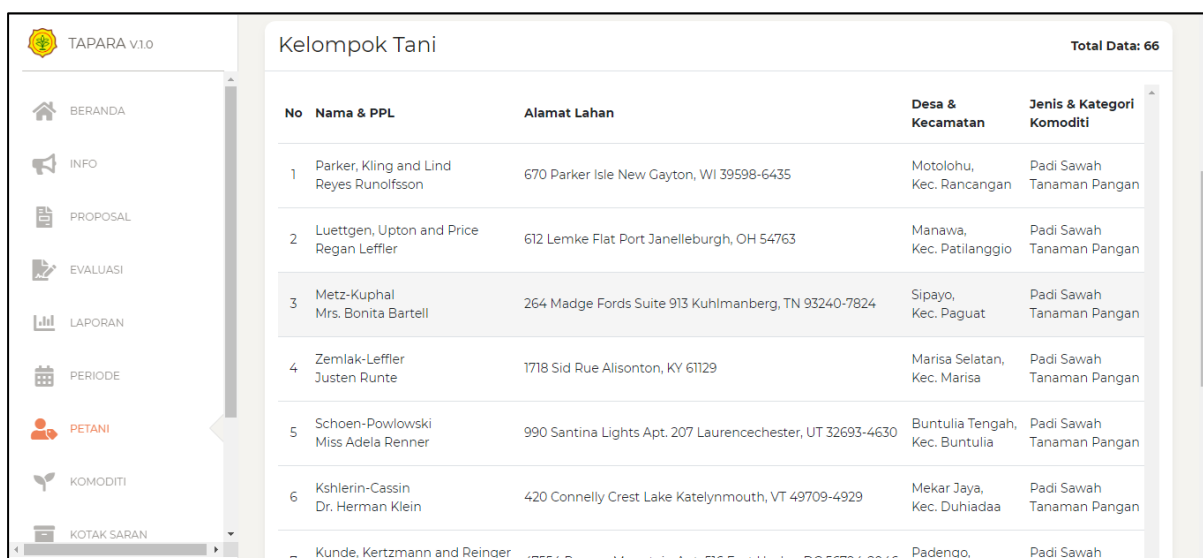 TAPARA V.1.0
BERANDA
INFO
PROPOSAL
EVALUASI
LAPORAN
PERIODE
PETANI
KOMODITI
KOTAK SARAN
Kelompok Tani
Total Data: 66
No Nama & PPL Alamat Lahan Desa & Kecamatan Jenis & Kategori Komoditi
1 Parker, Kling and Lind
Reyes Runolfsson
670 Parker Isle New Gayton, WI 39598-6435
Motolohu,
Kec. Rancangan
Padi Sawah
Tanaman Pangan
2 Luettgen, Upton and Price
Regan Leffler
612 Lemke Flat Port Janelleburgh, OH 54763
Manawa,
Kec. Patilanggio
Padi Sawah
Tanaman Pangan
3 Metz-Kuphal
Mrs. Bonita Bartell
264 Madge Fords Suite 913 Kuhlmanberg, TN 93240-7824
Sipayo,
Kec. Paguat
Padi Sawah
Tanaman Pangan
4 Zemlak-Leffler
Justen Runte
1718 Sid Rue Alisonton, KY 61129
Marisa Selatan,
Kec. Marisa
Padi Sawah
Tanaman Pangan
5 Schoen-Powlowski
Miss Adela Renner
990 Santina Lights Apt. 207 Laurencechester, UT 32693-4630
Buntulia Tengah,
Kec. Buntulia
Padi Sawah
Tanaman Pangan
6 Kshlerin-Cassin
Dr. Herman Klein
420 Connelly Crest Lake Katelynmouth, VT 49709-4929
Mekar Jaya,
Kec. Duhiadaa
Padi Sawah
Tanaman Pangan
Kunde, Kertzmann and Reinger
Padengo,
Padi Sawah